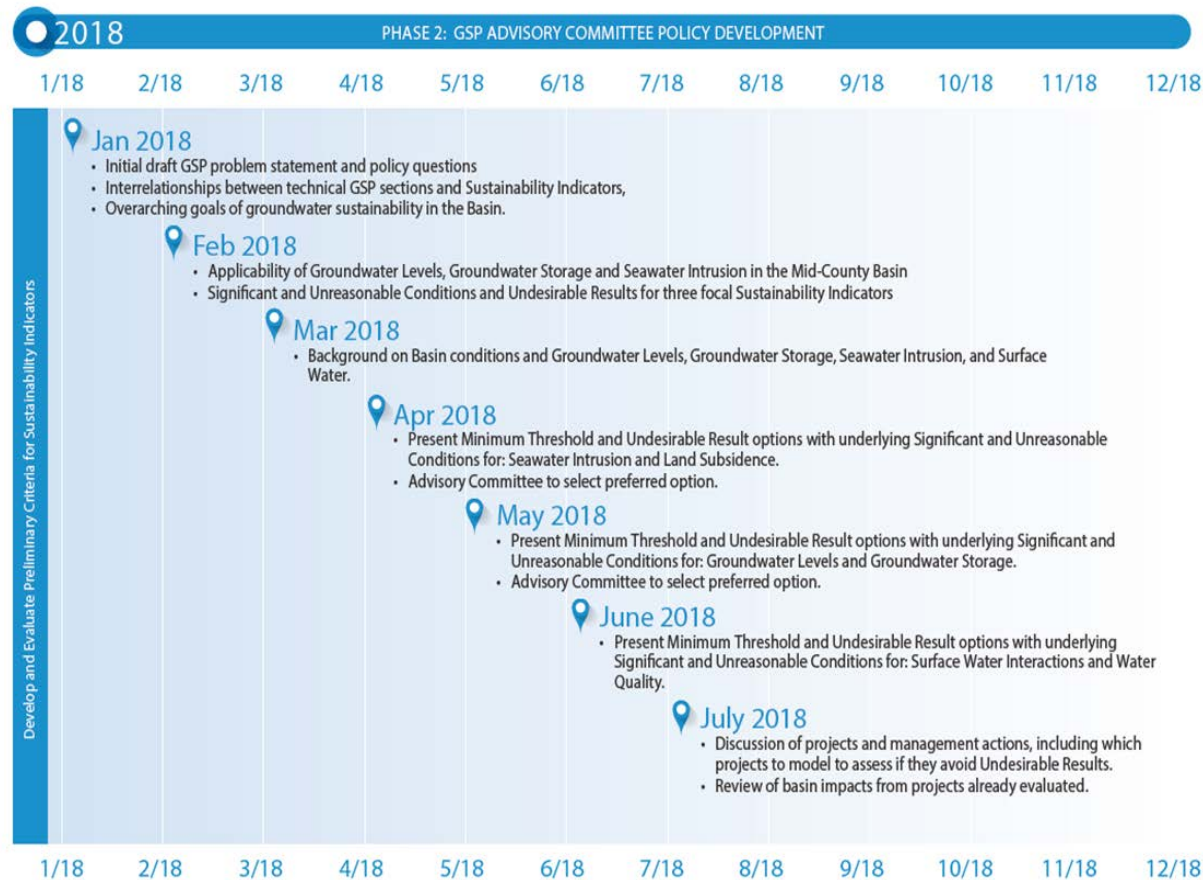 2018
PHASE 2: GSP ADVISORY COMMITTEE POLICY DEVELOPMENT
1/18 2/18 3/18 4/18 5/18 6/18 7/18 8/18 9/18 10/18 11/18 12/18
Develop and Evaluate Preliminary Criteria for Sustainability Indicators
Jan 2018
• Initial draft GSP problem statement and policy questions
• Interrelationships between technical GSP sections and Sustainability Indicators,
• Overarching goals of groundwater sustainability in the Basin.
Feb 2018
• Applicability of Groundwater Levels, Groundwater Storage and Seawater Intrusion in the Mid-County Basin
• Significant and Unreasonable Conditions and Undesirable Results for three focal Sustainability Indicators
Mar 2018
• Background on Basin conditions and Groundwater Levels, Groundwater Storage, Seawater Intrusion, and Surface
Water.
Apr 2018
• Present Minimum Threshold and Undesirable Result options with underlying Significant and Unreasonable
Conditions for: Seawater Intrusion and Land Subsidence.
• Advisory Committee to select preferred option.
May 2018
• Present Minimum Threshold and Undesirable Result options with underlying Significant and
Unreasonable Conditions for: Groundwater Levels and Groundwater Storage.
• Advisory Committee to select preferred option.
June 2018
• Present Minimum Threshold and Undesirable Result options with underlying
Significant and Unreasonable Conditions for: Surface Water Interactions and Water
Quality.
July 2018
• Discussion of projects and management actions, including which
projects to model to assess if they avoid Undesirable Results.
• Review of basin impacts from projects already evaluated.
1/18 2/18 3/18 4/18 5/18 6/18 7/18 8/18 9/18 10/18 11/18 12/18